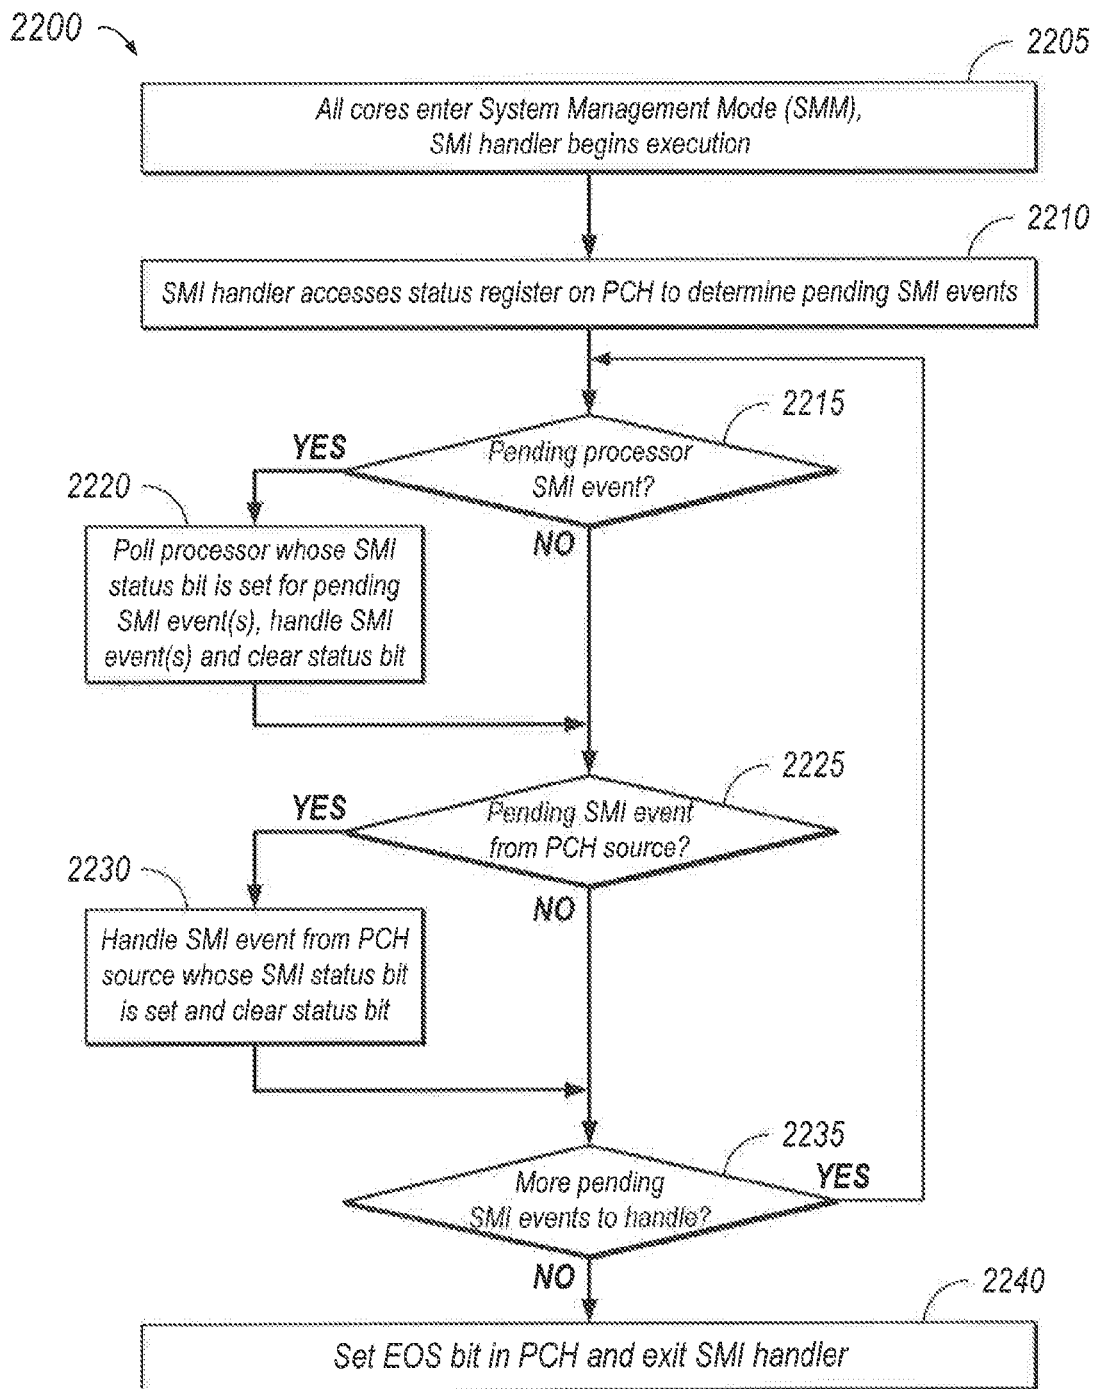 2200
2205
All cores enter System Management Mode (SMM),
SMI handler begins execution
2210
SMI handler accesses status register on PCH to determine pending SMI events
2215
YES
Pending processor
SMI event?
2220
NO
Poll processor whose SMI
status bit is set for pending
SMI event(s), handle SMI
event(s) and clear status bit
2225
YES
Pending SMI event
from PCH source?
2230
NO
Handle SMI event from PCH
source whose SMI status bit
is set and clear status bit
2235
YES
More pending
SMI events to handle?
NO
2240
Set EOS bit in PCH and exit SMI handler